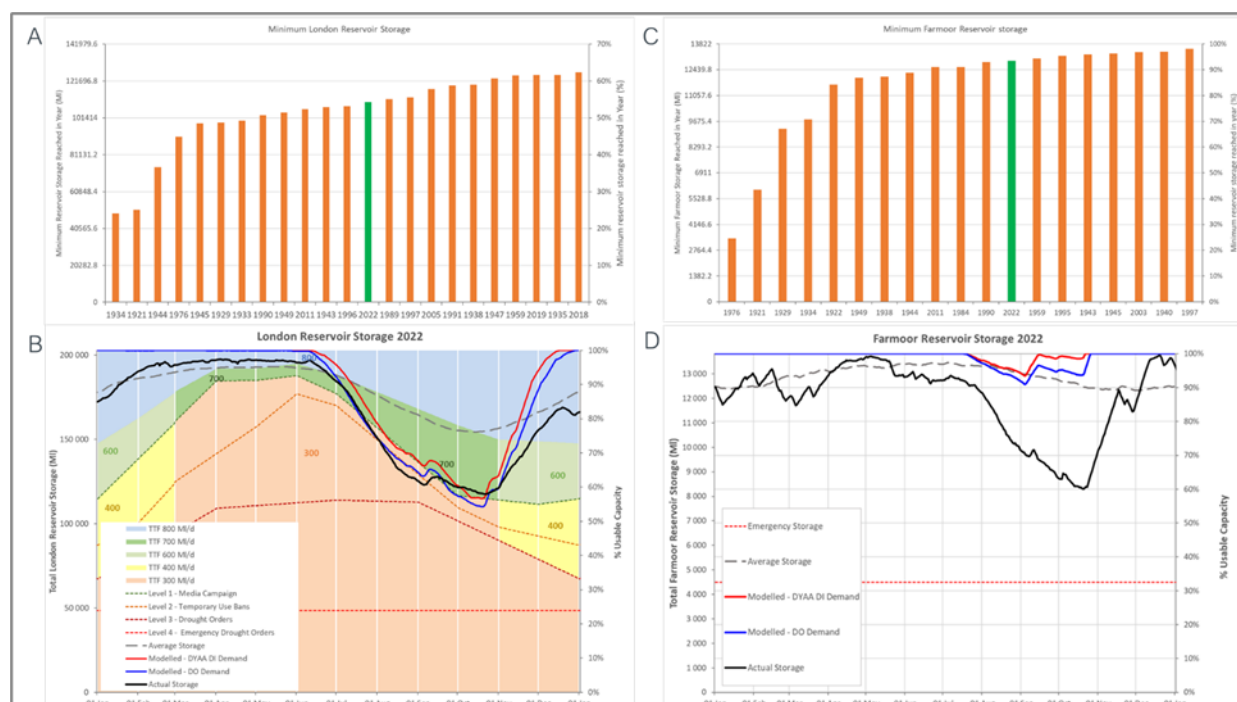 A
Minimum London Reservoir Storage
Minimum Reservoir Storage Reached in Year (Ml)
141979.6
121696.8
101414
81131.2
60848.4
40565.6
20282.8
0
70%
60%
50%
40%
30%
20%
10%
0%
Minimum reservoir storage reached in Year (%)
1934 1921 1944 1976 1945 1929 1933 1990 1949 2011 1943 1996 2022 1989 1997 2005 1991 1938 1947 1959 2019 1935 2018
C
Minimum Farmoor Reservoir storage
Minimum Farmoor Storage Reached in Year (Ml)
13822
12439.8
11057.6
9675.4
8293.2
6911
5528.8
4146.6
2764.4
1382.2
0
100%
90%
80%
70%
60%
50%
40%
30%
20%
10%
0%
Minimum reservoir storage reached in year (%)
1976 1921 1929 1934 1922 1949 1938 1944 2011 1984 1990 2022 1959 1995 1943 1945 2003 1940 1997
B
London Reservoir Storage 2022
Total London Reservoir Storage (Ml)
200 000
150 000
100 000
50 000
0
100%
90%
80%
70%
60%
50%
40%
30%
20%
10%
0%
% Usable Capacity
800
700
600
400
300
700
600
400
TTF 800 Ml/d
TTF 700 Ml/d
TTF 600 Ml/d
TTF 400 Ml/d
TTF 300 Ml/d
Level 1 - Media Campaign
Level 2 - Temporary Use Bans
Level 3 - Drought Orders
Level 4 - Emergency Drought Orders
Average Storage
Modelled - DYAA DI Demand
Modelled - DO Demand
Actual Storage
D
Farmoor Reservoir Storage 2022
Total Farmoor Reservoir Storage (Ml)
13 000
12 000
11 000
10 000
9 000
8 000
7 000
6 000
5 000
4 000
3 000
2 000
1 000
0
100%
90%
80%
70%
60%
50%
40%
30%
20%
10%
0%
% Usable Capacity
Emergency Storage
Average Storage
Modelled - DYAA DI Demand
Modelled - DO Demand
Actual Storage